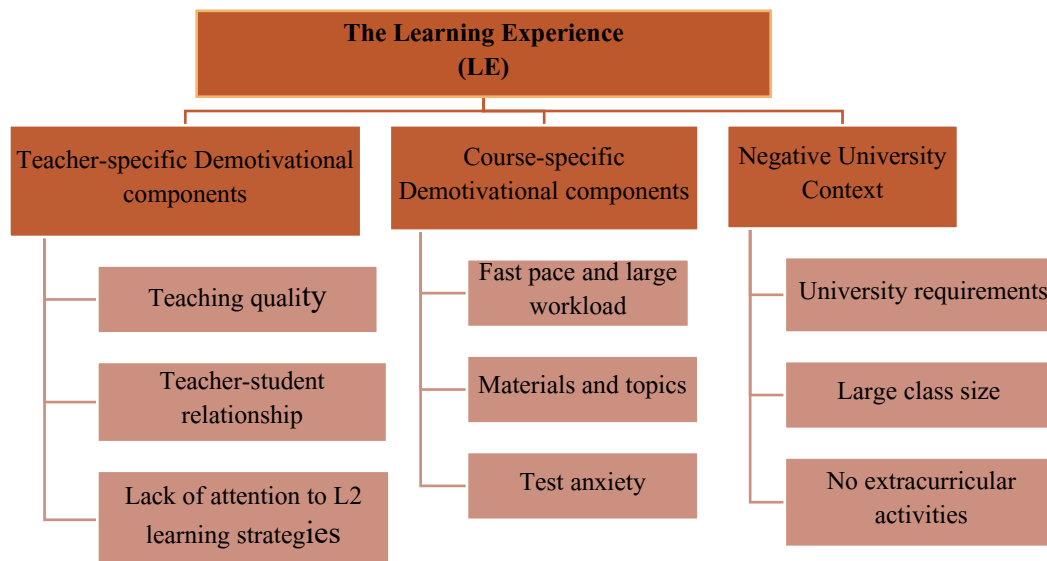 The Learning Experience
(LE)
Teacher-specific Demotivational
components
Teaching quality
Teacher-student
relationship
Lack of attention to L2
learning strategies
Course-specific
Demotivational components
Fast pace and large
workload
Materials and topics
Test anxiety
Negative University
Context
University requirements
Large class size
No extracurricular
activities